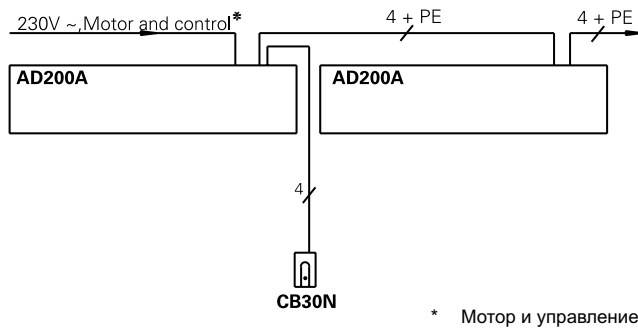 230V ~,Motor and control*
4 + PE
4 + PE
AD200A
AD200A
4
CB30N
* Мотор и управление